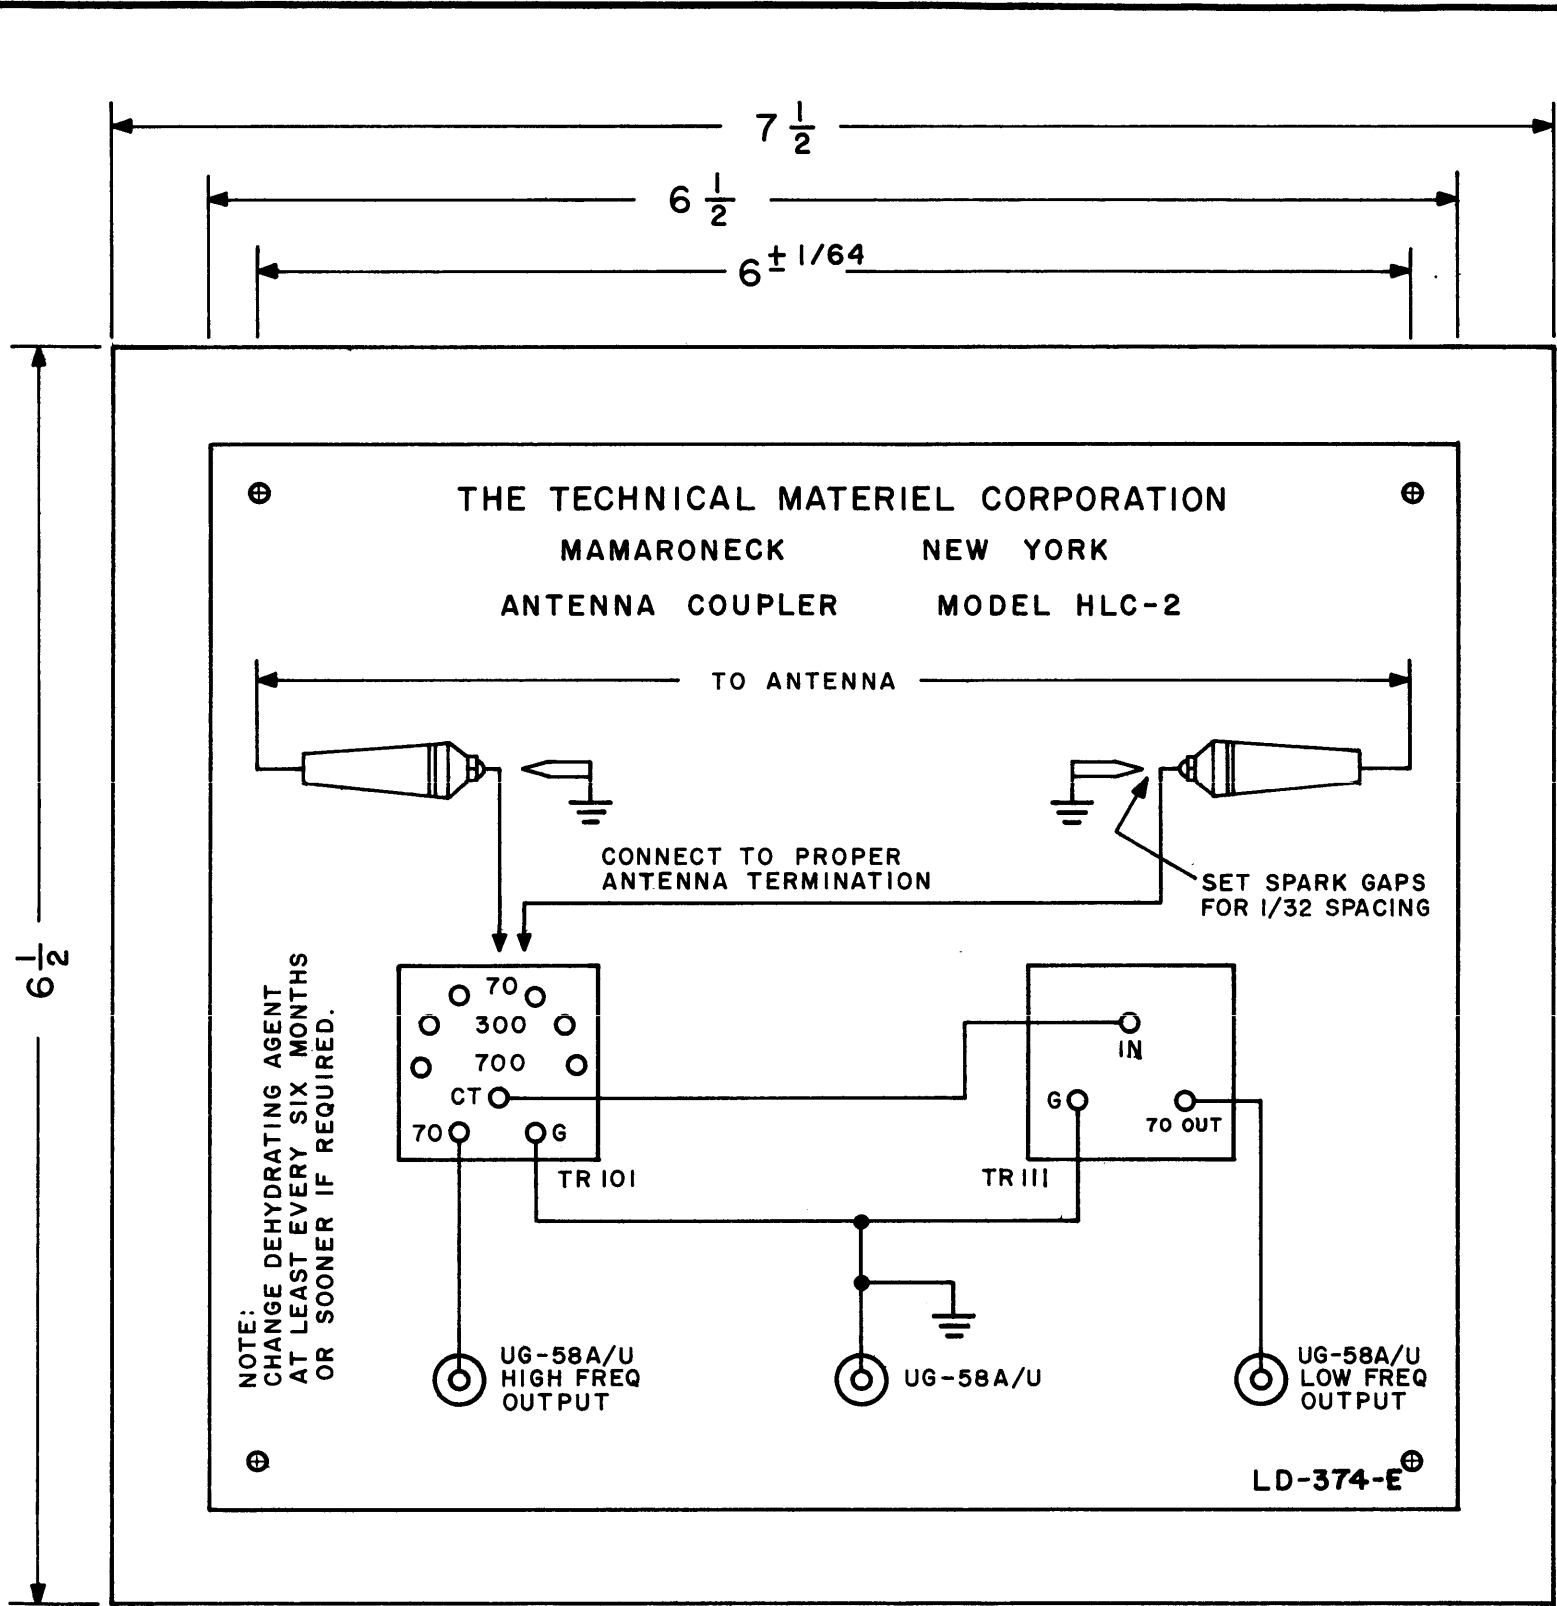 7 1/2
6 1/2
6 ± 1/64
THE TECHNICAL MATERIEL CORPORATION
MAMARONECK NEW YORK
ANTENNA COUPLER MODEL HLC-2
TO ANTENNA
CONNECT TO PROPER
ANTENNA TERMINATION
SET SPARK GAPS
FOR 1/32 SPACING
6 1/2
NOTE:
CHANGE DEHYDRATING AGENT
AT LEAST EVERY SIX MONTHS
OR SOONER IF REQUIRED.
70
300
700
CT
70 G
TR 101
IN
G
70 OUT
TR 111
UG-58A/U
HIGH FREQ
OUTPUT
UG-58A/U
UG-58A/U
LOW FREQ
OUTPUT
LD-374-E